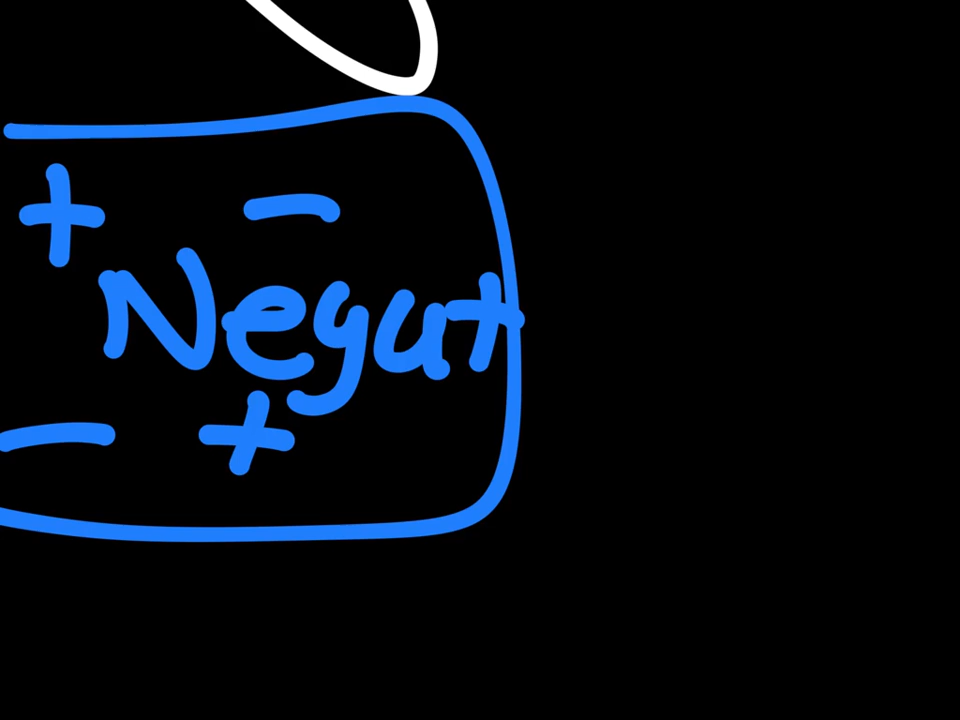 + -
Negat
- +